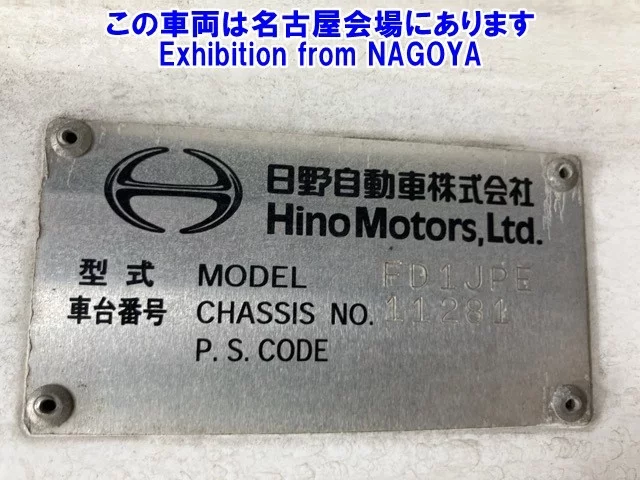 この車両は名古屋会場にあります
Exhibition from NAGOYA
日野自動車株式会社
Hino Motors, Ltd.
型式 MODEL FD1JPE
車台番号 CHASSIS NO. 11281
P.S.CODE